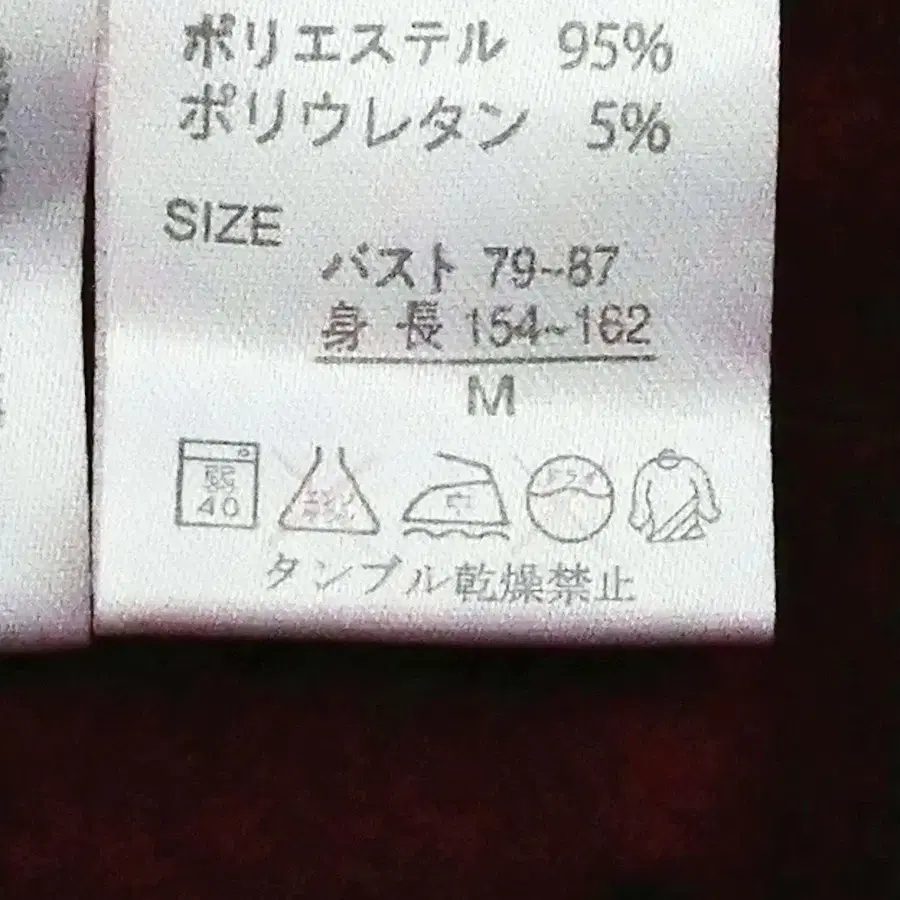 ポリエステル 95%
ポリウレタン 5%
SIZE
バスト 79~87
身長 154~162
M
弱
40
中
タンブル乾燥禁止